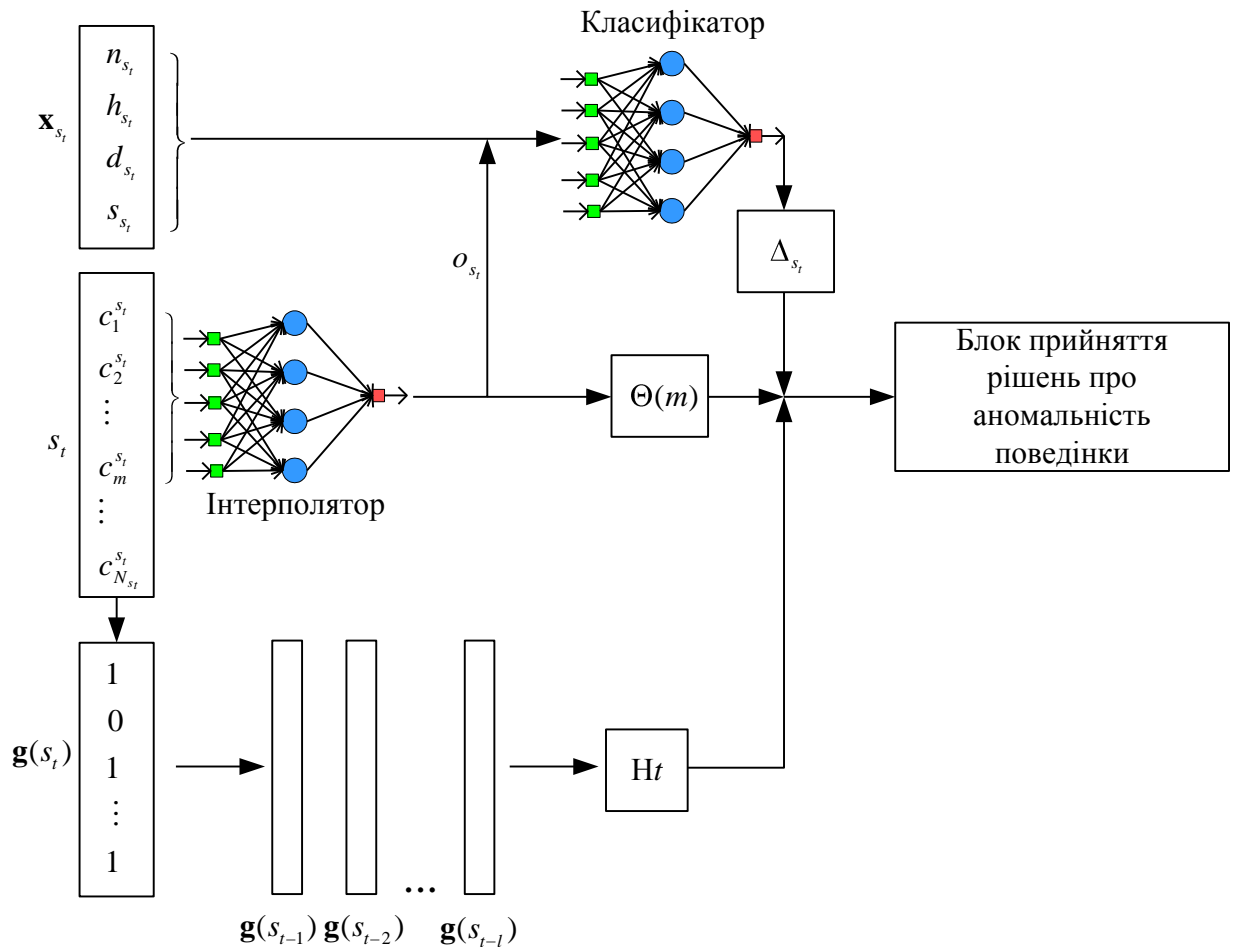 Класифікатор
n_{s_t}
h_{s_t}
x_{s_t}
d_{s_t}
s_{s_t}
o_{s_t}
Δ_{s_t}
c_1^{s_t}
c_2^{s_t}
⋮
s_t
c_m^{s_t}
⋮
c_{N_{s_t}}^{s_t}
Інтерполятор
Θ(m)
Блок прийняття
рішень про
аномальність
поведінки
1
0
g(s_t)
1
⋮
1
Ht
...
g(s_{t−1}) g(s_{t−2}) g(s_{t−l})